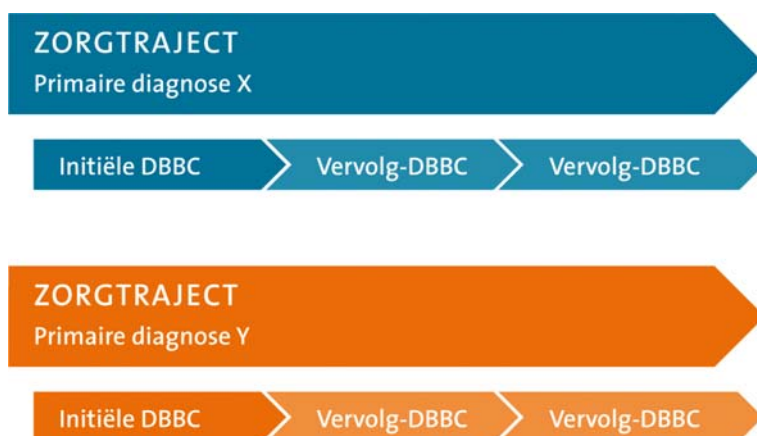 ZORGTRAJECT
Primaire diagnose X
Initiële DBBC Vervolg-DBBC Vervolg-DBBC
ZORGTRAJECT
Primaire diagnose Y
Initiële DBBC Vervolg-DBBC Vervolg-DBBC